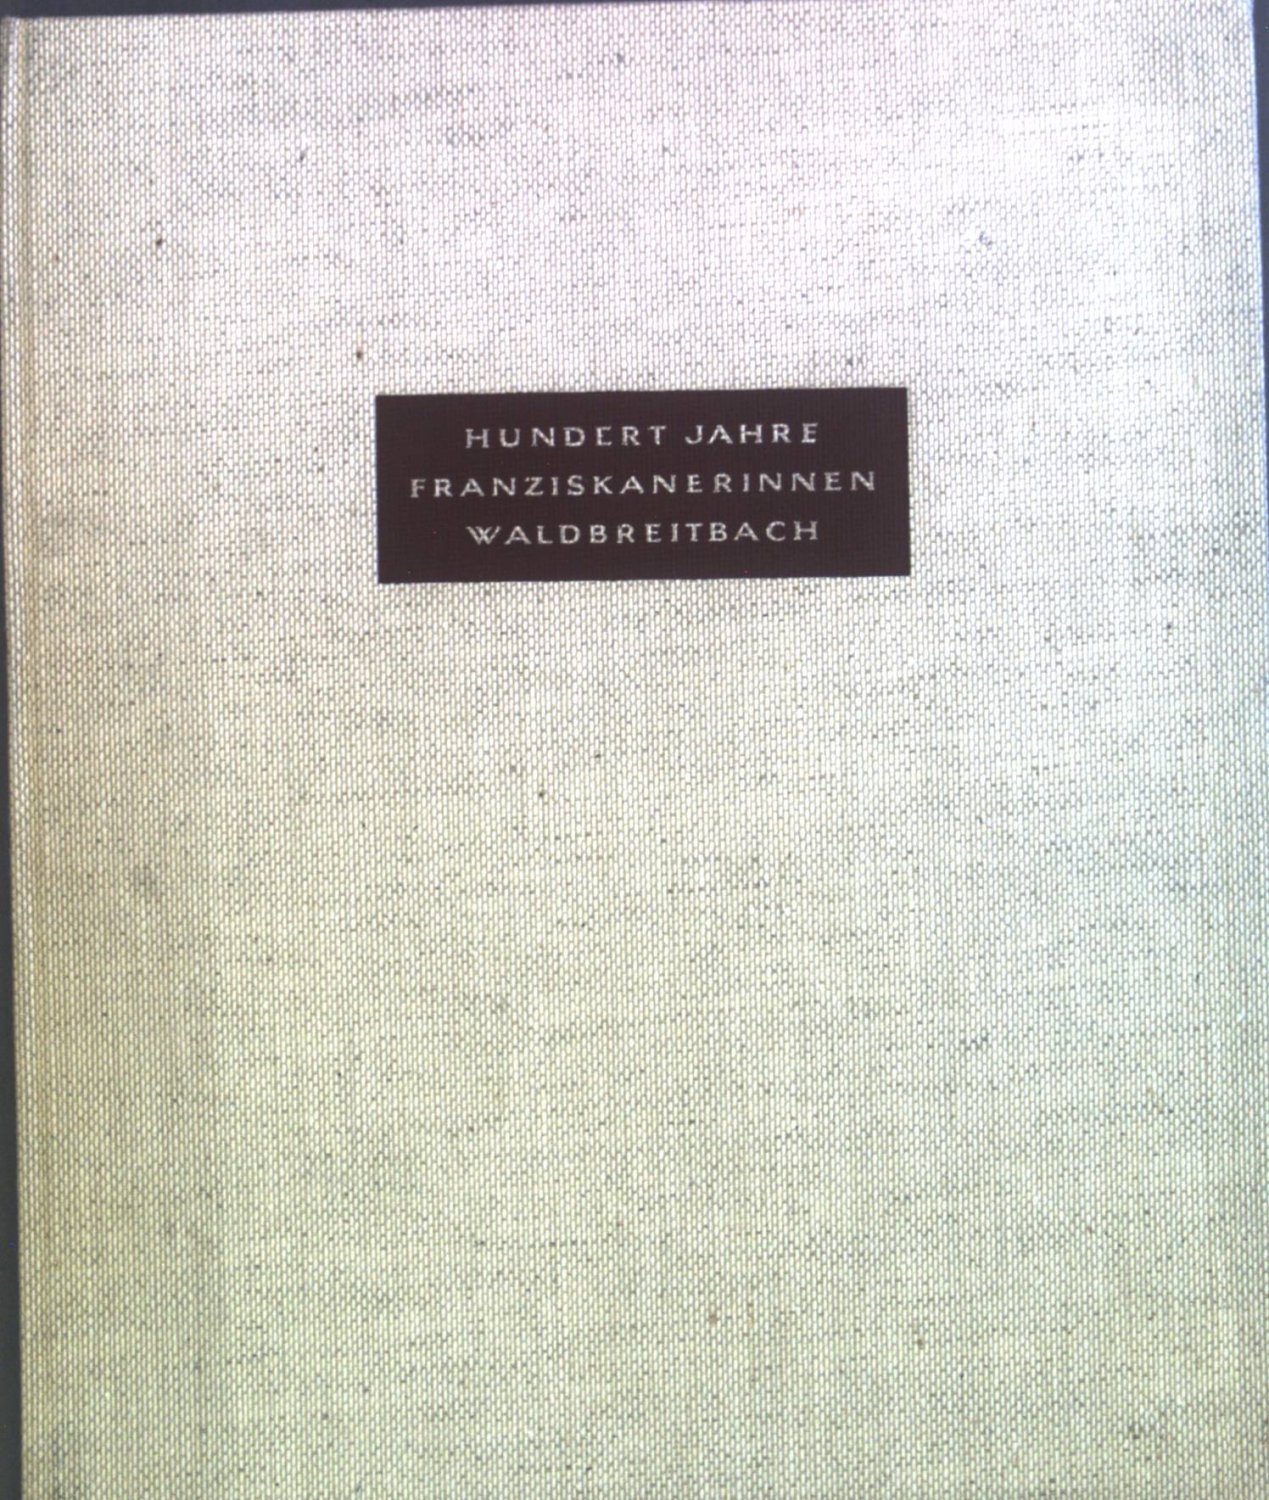 HUNDERT JAHRE
FRANZISKANERINNEN
WALDBREITBACH